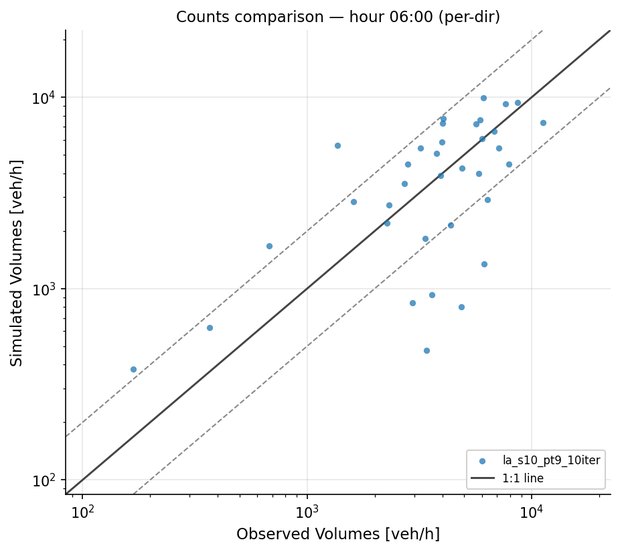 Counts comparison — hour 06:00 (per-dir)
Simulated Volumes [veh/h]
10⁴
10³
10²
10² 10³ 10⁴
Observed Volumes [veh/h]
la_s10_pt9_10iter
1:1 line